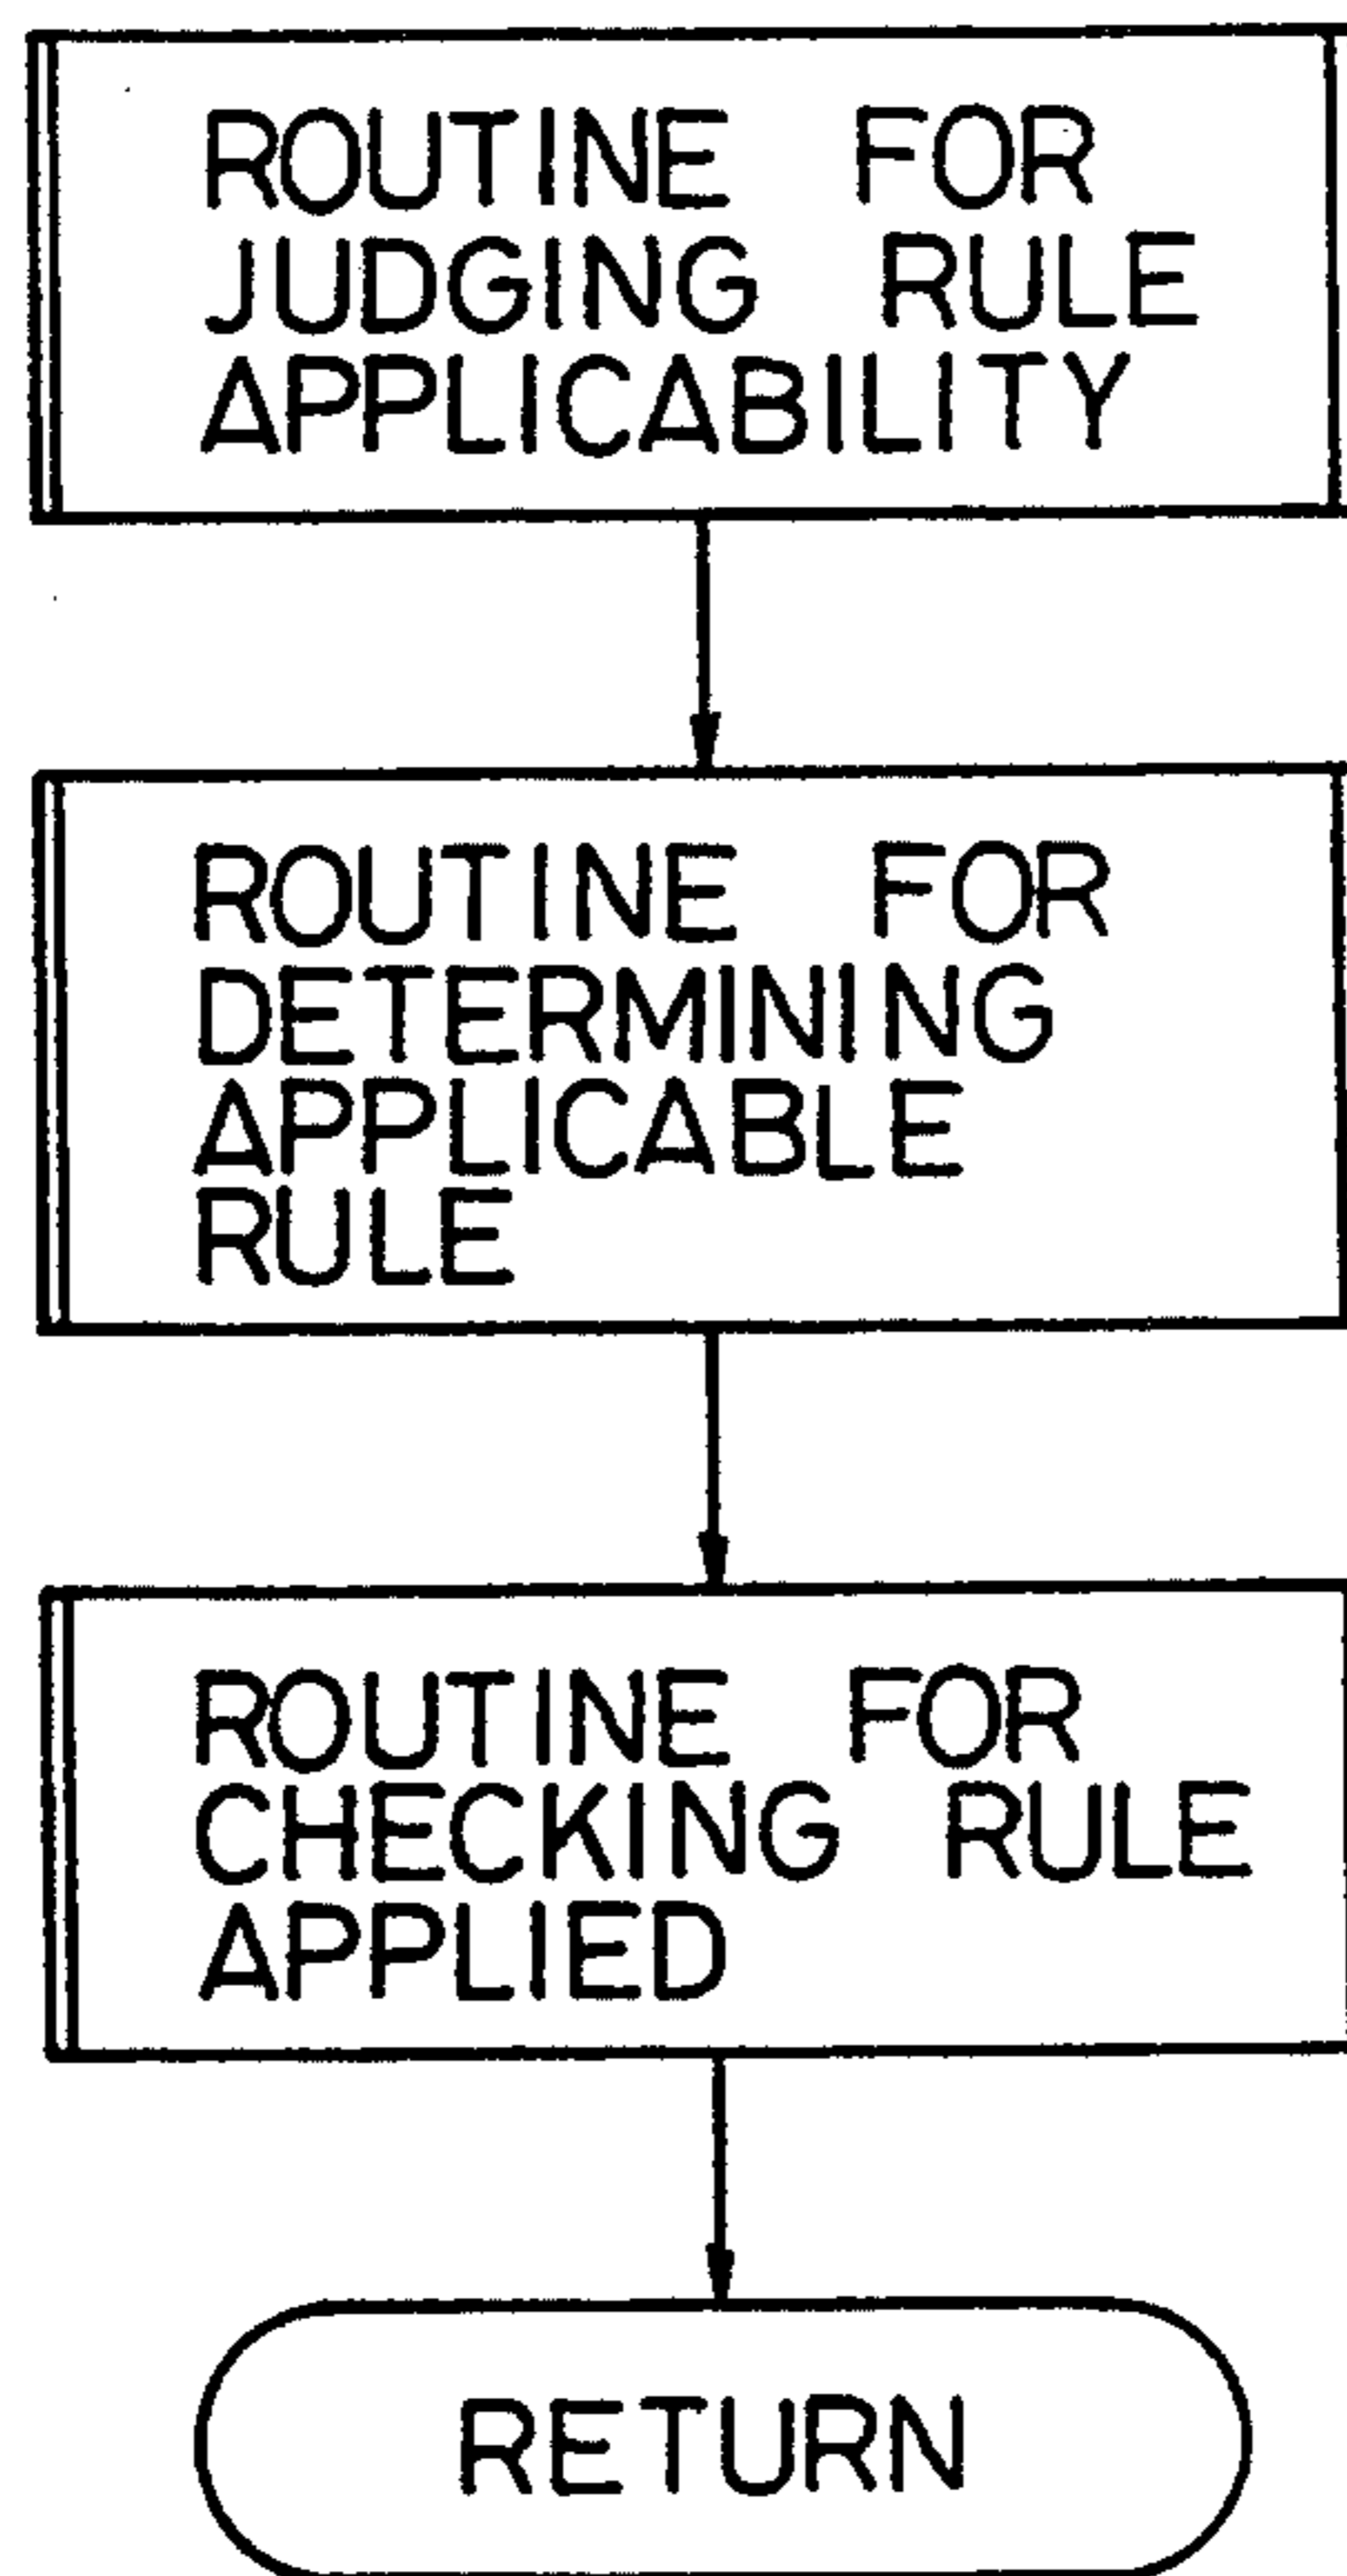 ROUTINE FOR
JUDGING RULE
APPLICABILITY
ROUTINE FOR
DETERMINING
APPLICABLE
RULE
ROUTINE FOR
CHECKING RULE
APPLIED
RETURN